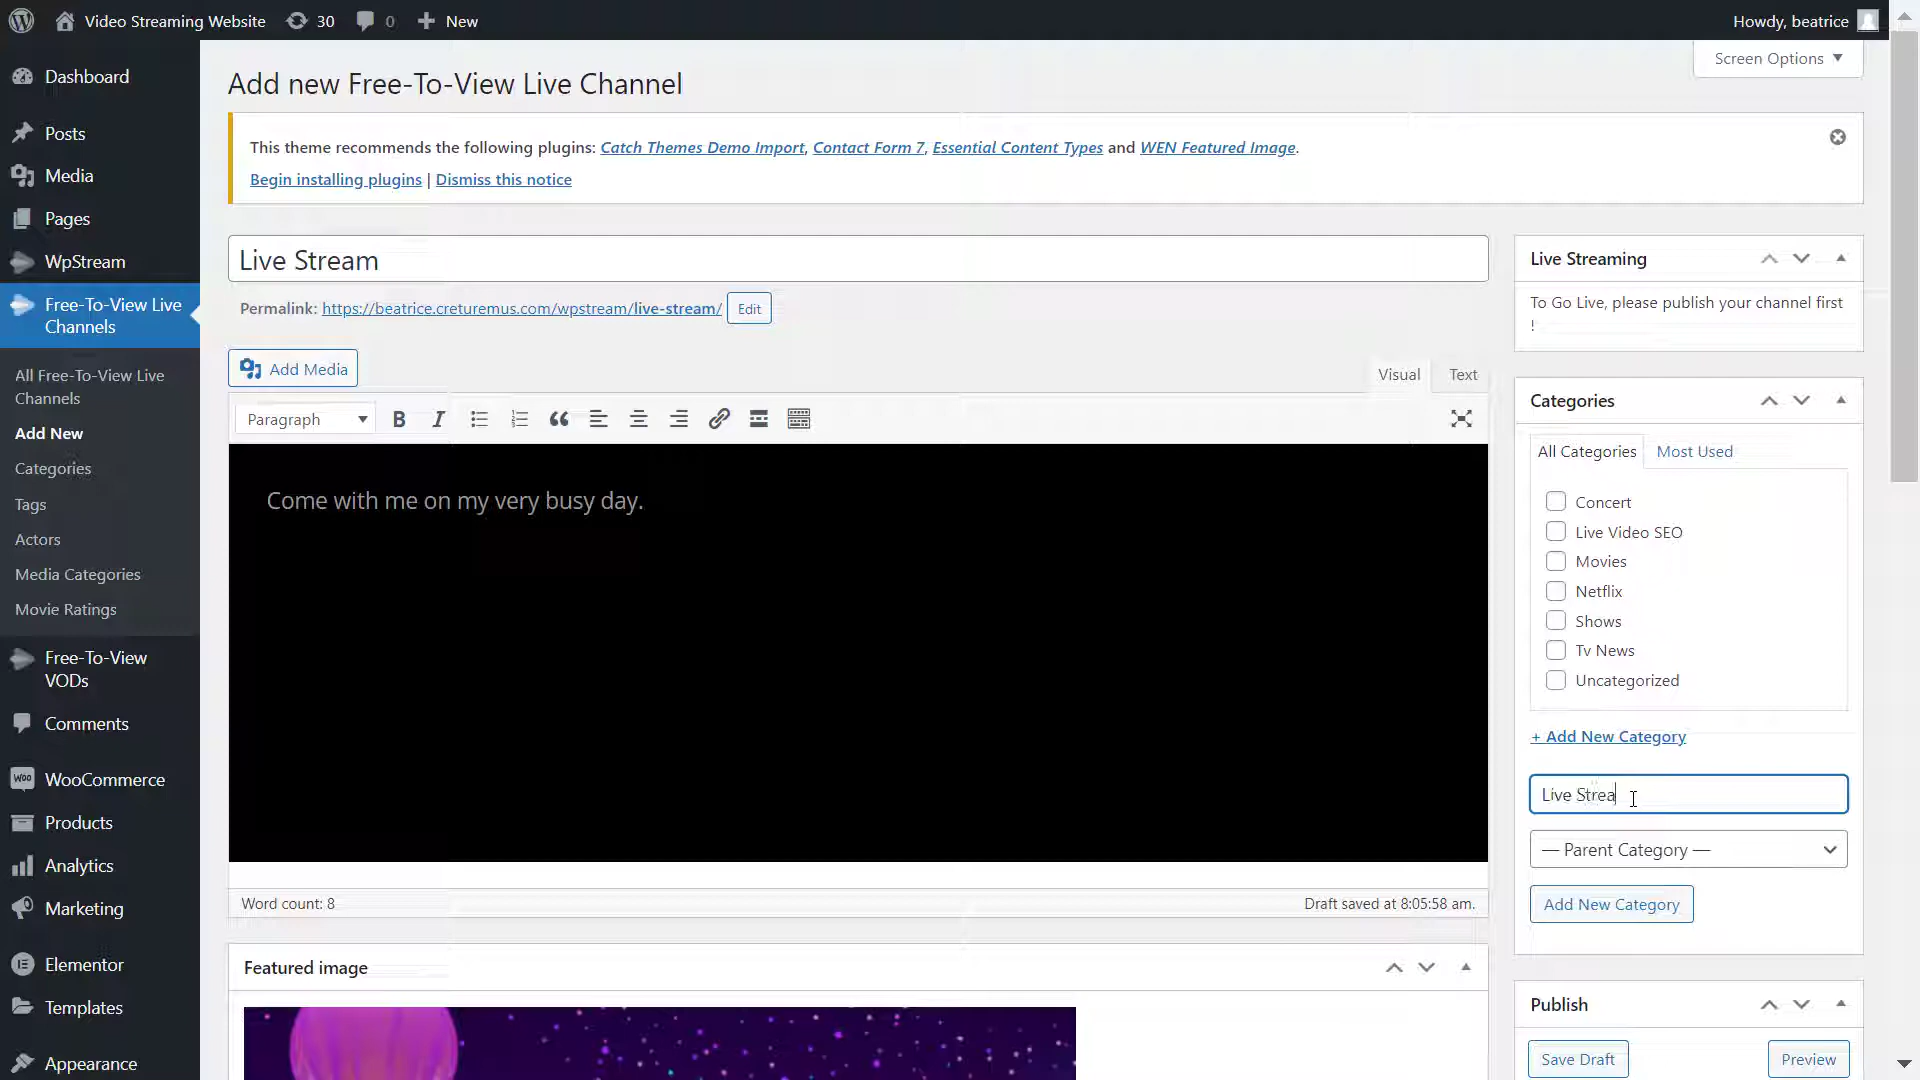 Video Streaming Website
30
0
New
Howdy, beatrice
Dashboard
Posts
Media
Pages
WpStream
Free-To-View Live
Channels
All Free-To-View Live
Channels
Add New
Categories
Tags
Actors
Media Categories
Movie Ratings
Free-To-View
VODs
Comments
Woo
WooCommerce
Products
Analytics
Marketing
Elementor
Templates
Appearance
Screen Options
Add new Free-To-View Live Channel
This theme recommends the following plugins: Catch Themes Demo Import, Contact Form 7, Essential Content Types and WEN Featured Image.
Begin installing plugins | Dismiss this notice
Live Stream
Permalink: https://beatrice.creturemus.com/wpstream/live-stream/ Edit
Add Media
Visual Text
Paragraph
Come with me on my very busy day.
Word count: 8
Draft saved at 8:05:58 am.
Featured image
Live Streaming
To Go Live, please publish your channel first
!
Categories
All Categories Most Used
Concert
Live Video SEO
Movies
Netflix
Shows
Tv News
Uncategorized
+ Add New Category
Live Strea
— Parent Category —
Add New Category
Publish
Save Draft Preview